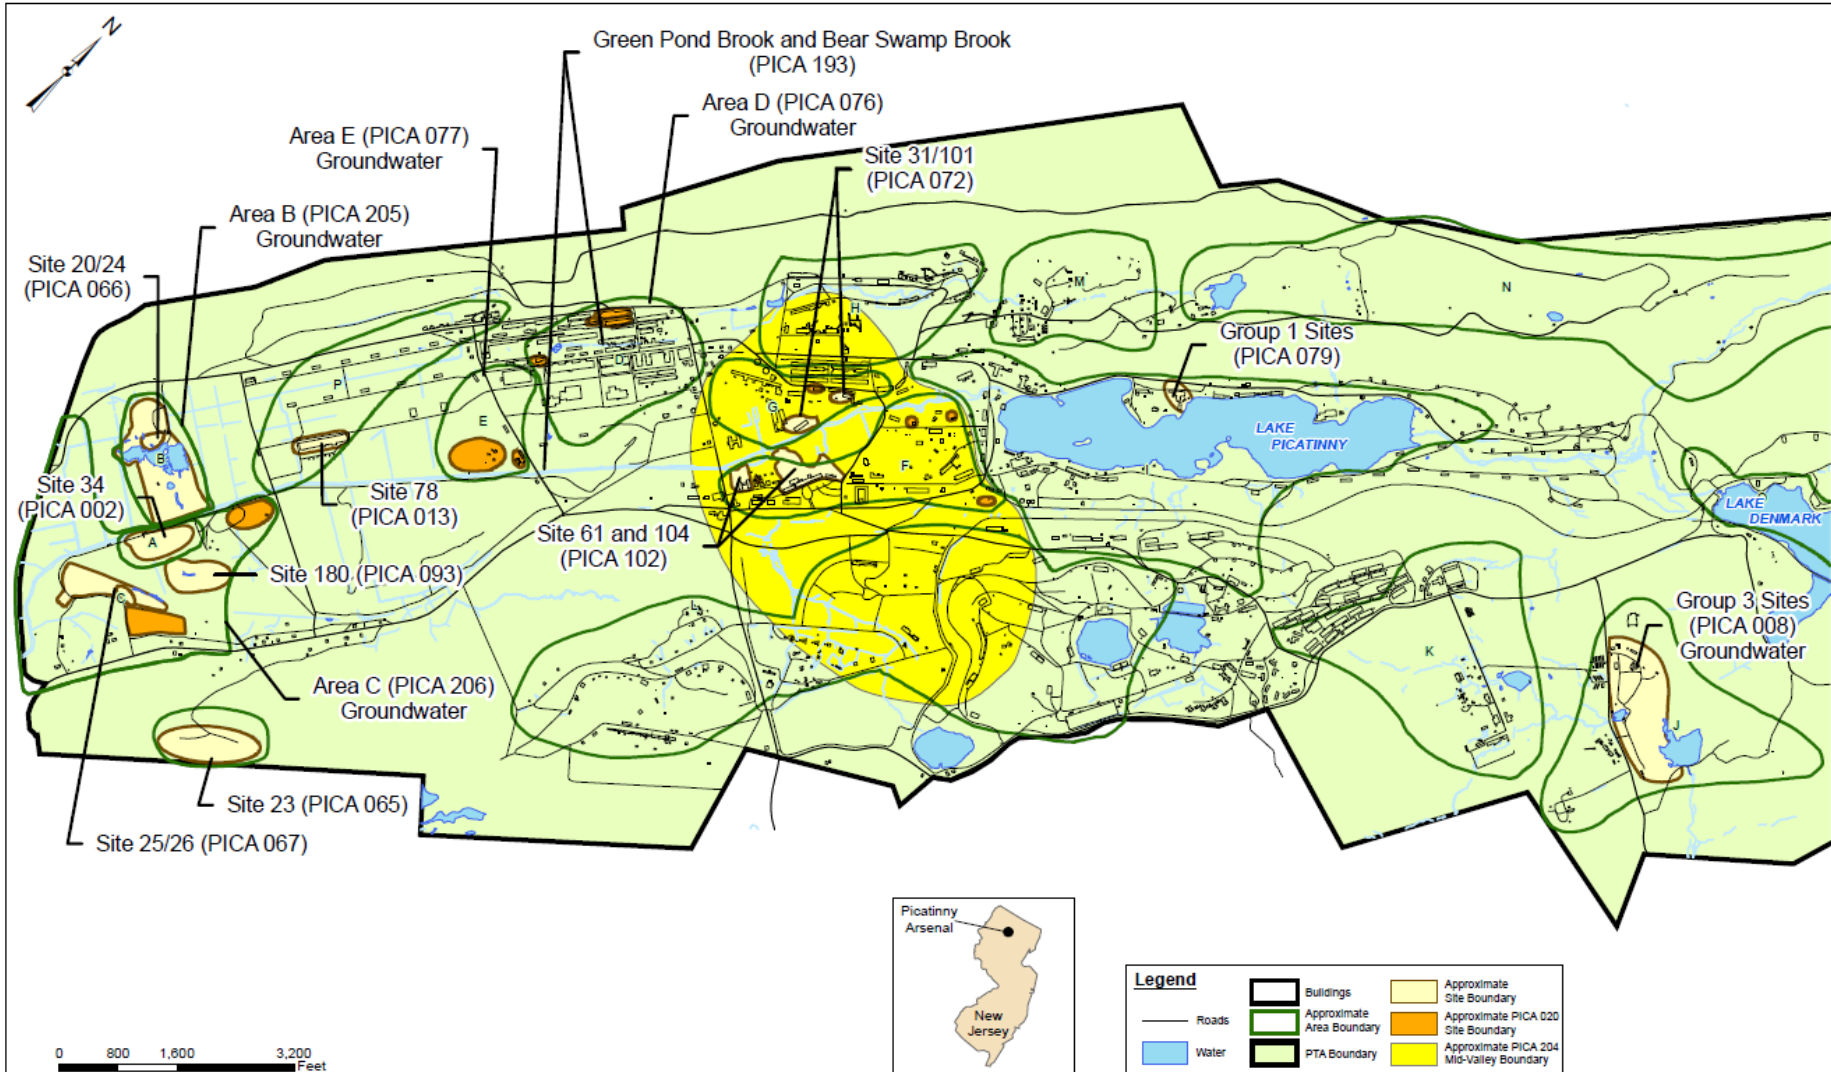 N
Green Pond Brook and Bear Swamp Brook
(PICA 193)
Area D (PICA 076)
Groundwater
Area E (PICA 077)
Groundwater
Site 31/101
(PICA 072)
Area B (PICA 205)
Groundwater
Site 20/24
(PICA 066)
Group 1 Sites
(PICA 079)
Site 34
(PICA 002)
Site 78
(PICA 013)
Site 61 and 104
(PICA 102)
Site 180 (PICA 093)
Area C (PICA 206)
Groundwater
Site 23 (PICA 065)
Site 25/26 (PICA 067)
Group 3 Sites
(PICA 008)
Groundwater
LAKE
PICATINNY
LAKE
DENMARK
A
B
C
D
E
F
G
H
I
J
K
L
M
N
P
Picatinny
Arsenal
New
Jersey
Legend
Roads
Water
Buildings
Approximate
Area Boundary
PTA Boundary
Approximate
Site Boundary
Approximate PICA 020
Site Boundary
Approximate PICA 204
Mid-Valley Boundary
0 800 1,600 3,200
Feet